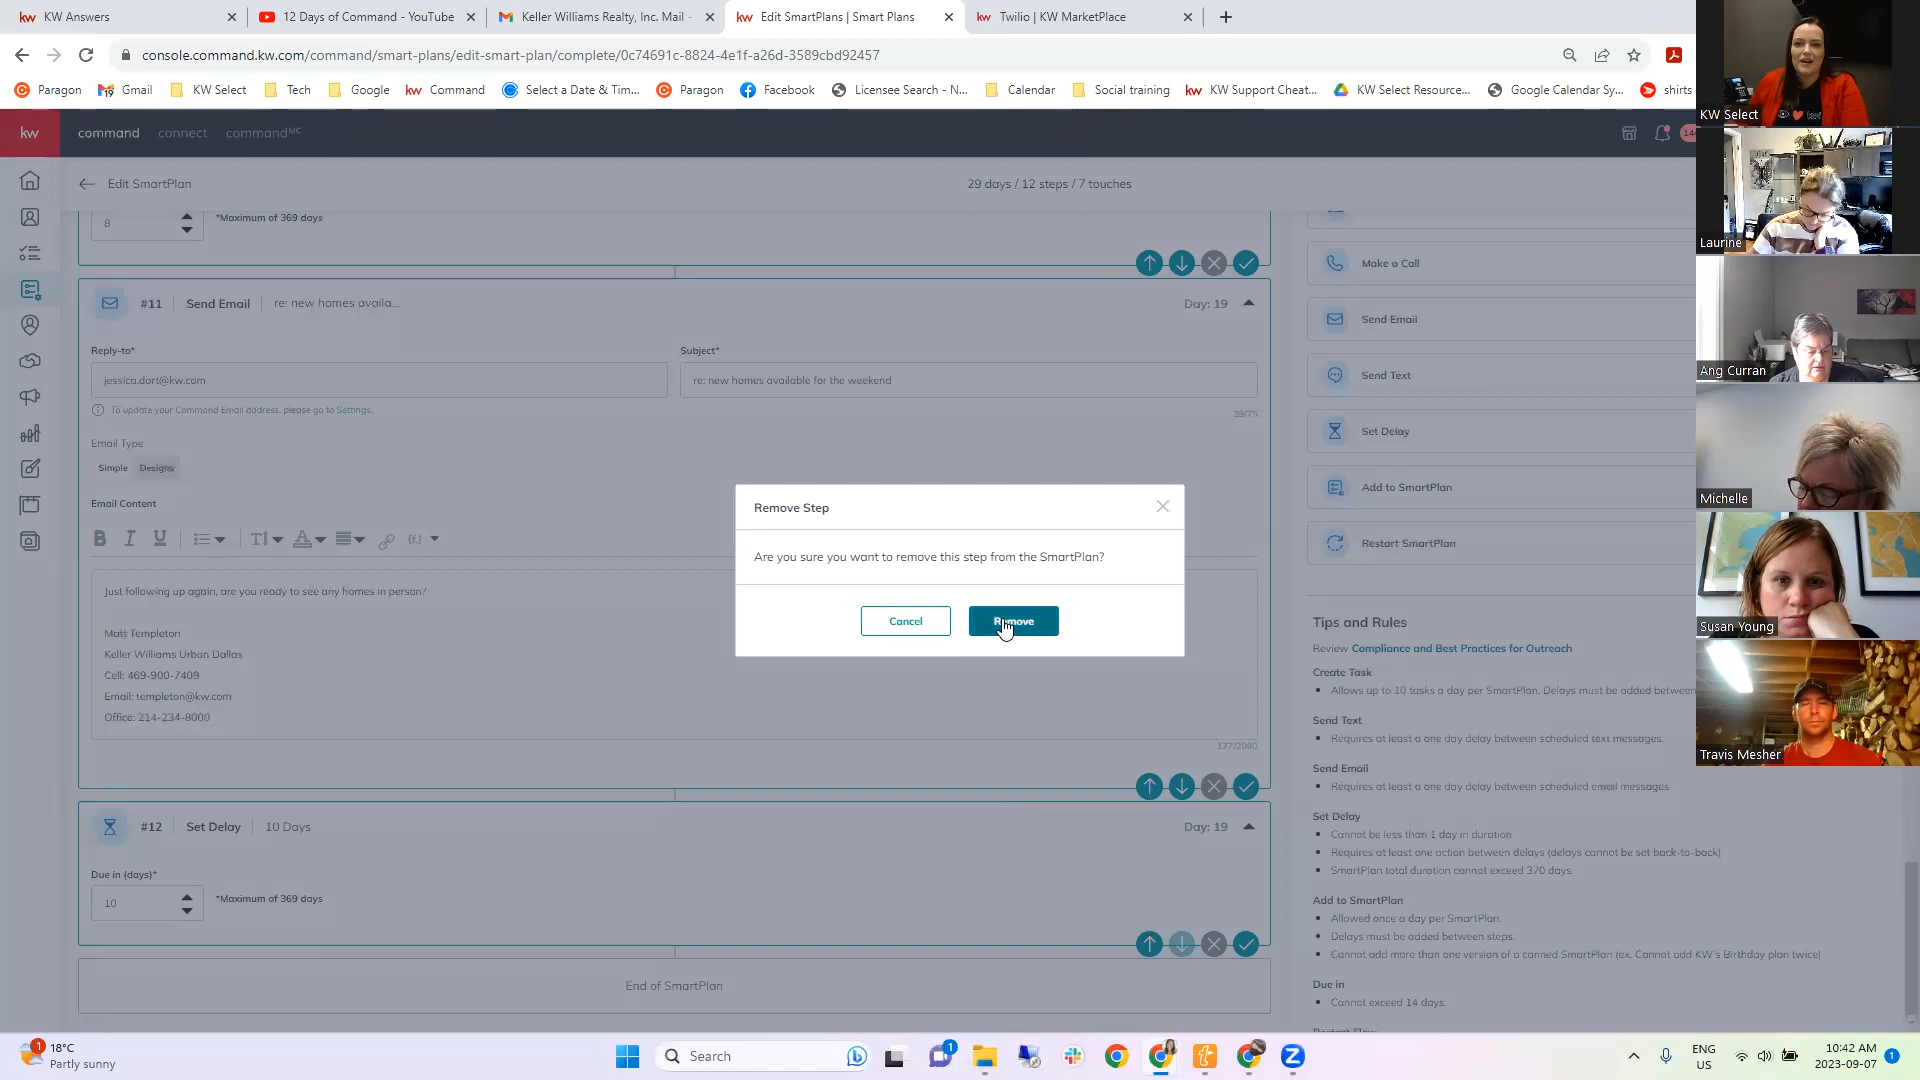 KW Answers
12 Days of Command - YouTube
Keller Williams Realty, Inc. Mail -
Edit SmartPlans | Smart Plans
Twilio | KW MarketPlace
console.command.kw.com/command/smart-plans/edit-smart-plan/complete/0c74691c-8824-4e1f-a26d-3589cbd92457
Paragon
Gmail
KW Select
Tech
Google
Command
Select a Date & Tim...
Paragon
Facebook
Licensee Search - N...
Calendar
Social training
KW Support Cheat...
KW Select Resource...
Google Calendar Sy...
shirts
kw
command
connect
commandMC
Edit SmartPlan
29 days / 12 steps / 7 touches
8
*Maximum of 369 days
#11
Send Email
re: new homes availa...
Day: 19
Reply-to*
Subject*
jessica.dort@kw.com
re: new homes available for the weekend
To update your Command Email address, please go to Settings.
39/75
Email Type
Simple
Designs
Email Content
Just following up again, are you ready to see any homes in person?
Matt Templeton
Keller Williams Urban Dallas
Cell: 469-900-7409
Email: templeton@kw.com
Office: 214-234-8000
177/2000
#12
Set Delay
10 Days
Day: 19
Due in (days)*
10
*Maximum of 369 days
End of SmartPlan
Remove Step
Are you sure you want to remove this step from the SmartPlan?
Cancel
Remove
Make a Call
Send Email
Send Text
Set Delay
Add to SmartPlan
Restart SmartPlan
Tips and Rules
Review Compliance and Best Practices for Outreach
Create Task
Allows up to 10 tasks a day per SmartPlan. Delays must be added between
Send Text
Requires at least a one day delay between scheduled text messages.
Send Email
Requires at least a one day delay between scheduled email messages
Set Delay
Cannot be less than 1 day in duration
Requires at least one action between delays (delays cannot be set back-to-back)
SmartPlan total duration cannot exceed 370 days.
Add to SmartPlan
Allowed once a day per SmartPlan.
Delays must be added between steps.
Cannot add more than one version of a canned SmartPlan (ex. Cannot add KW's Birthday plan twice)
Due in
Cannot exceed 14 days.
KW Select
Laurine
Ang Curran
Michelle
Susan Young
Travis Mesher
18°C
Partly sunny
Search
ENG
US
10:42 AM
2023-09-07